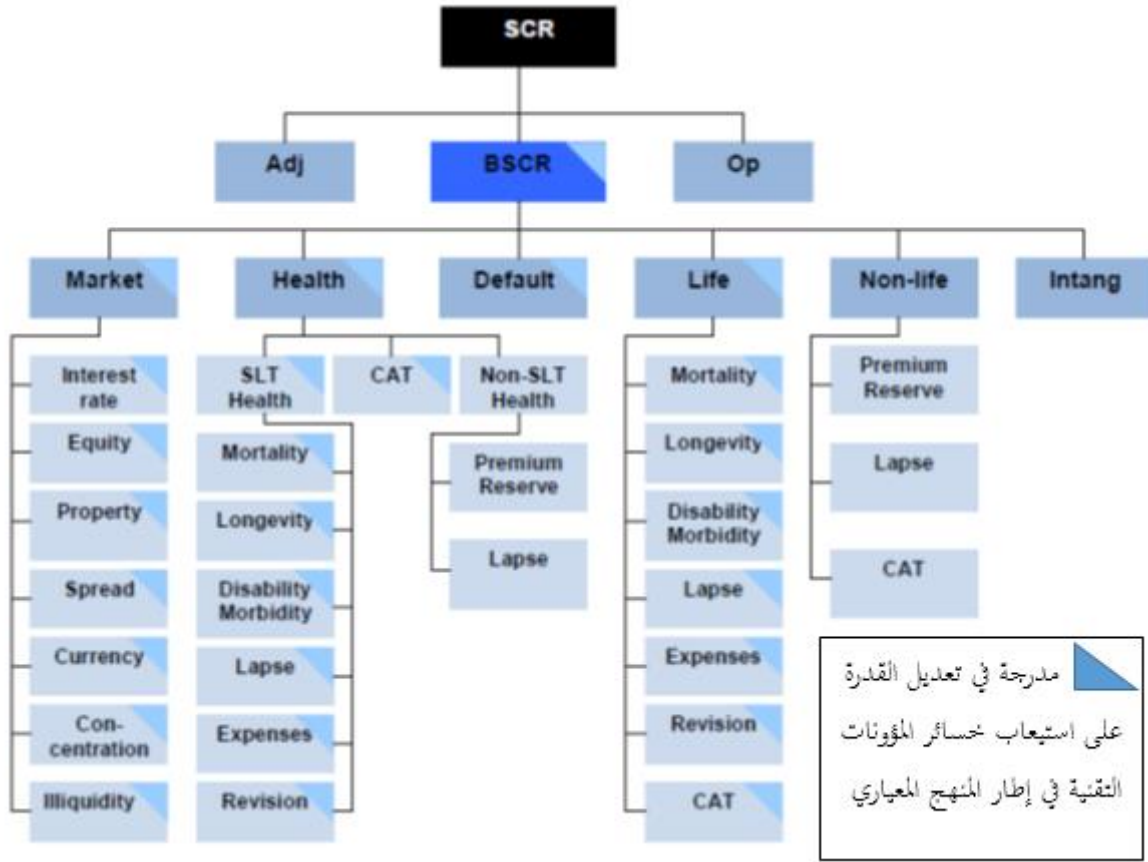 SCR
Adj
BSCR
Op
Market
Health
Default
Life
Non-life
Intang
Interest
rate
Equity
Property
Spread
Currency
Con-
centration
Illiquidity
SLT
Health
CAT
Non-SLT
Health
Mortality
Longevity
Disability
Morbidity
Lapse
Expenses
Revision
Premium
Reserve
Lapse
Mortality
Longevity
Disability
Morbidity
Lapse
Expenses
Revision
CAT
Premium
Reserve
Lapse
CAT
مدرجة في تعديل القدرة
على استيعاب خسائر المؤونات
التقنية في إطار المنهج المعياري